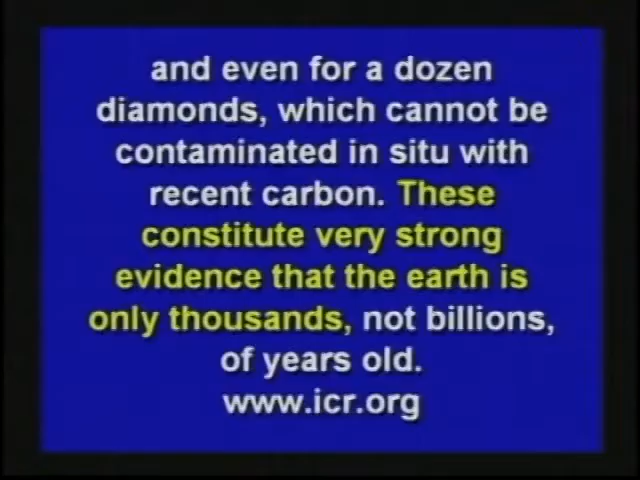 and even for a dozen
diamonds, which cannot be
contaminated in situ with
recent carbon. These
constitute very strong
evidence that the earth is
only thousands, not billions,
of years old.
www.icr.org